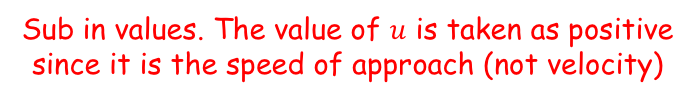 Sub in values. The value of u is taken as positive
since it is the speed of approach (not velocity)